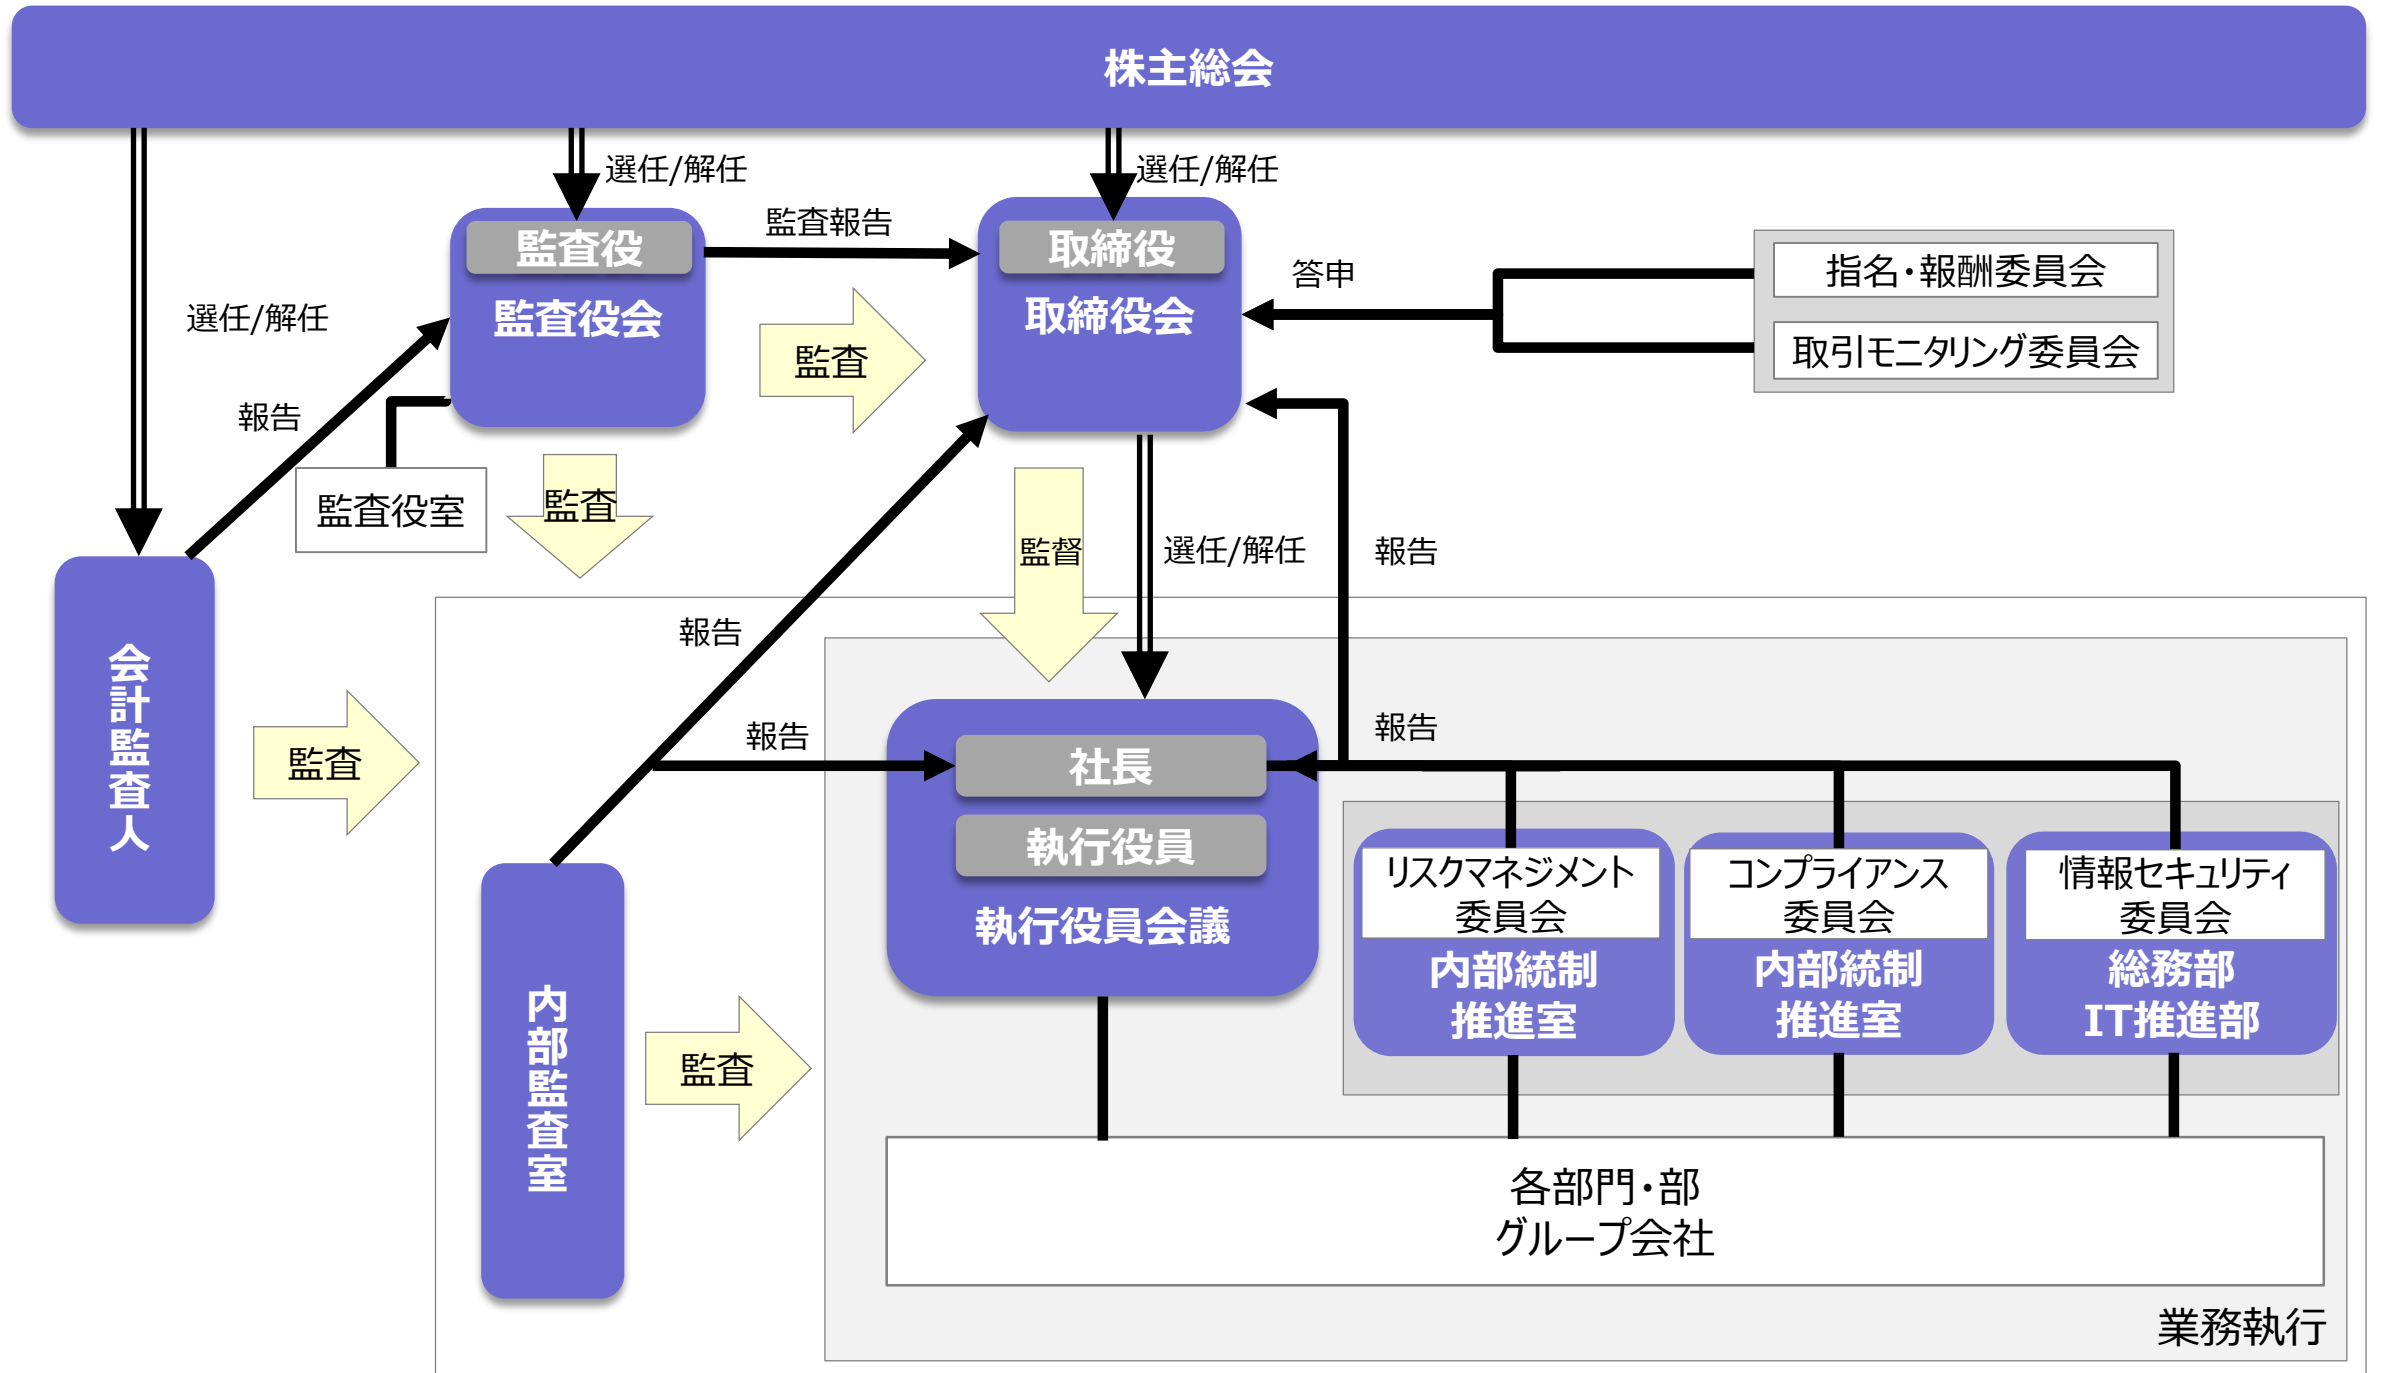 株主総会
選任/解任
選任/解任
選任/解任
監査役
監査役会
監査報告
取締役
取締役会
答申
指名・報酬委員会
取引モニタリング委員会
監査
報告
監査役室
監査
監督
選任/解任
報告
会計監査人
監査
報告
報告
報告
社長
執行役員
執行役員会議
リスクマネジメント
委員会
内部統制
推進室
コンプライアンス
委員会
内部統制
推進室
情報セキュリティ
委員会
総務部
IT推進部
内部監査室
監査
各部門・部
グループ会社
業務執行